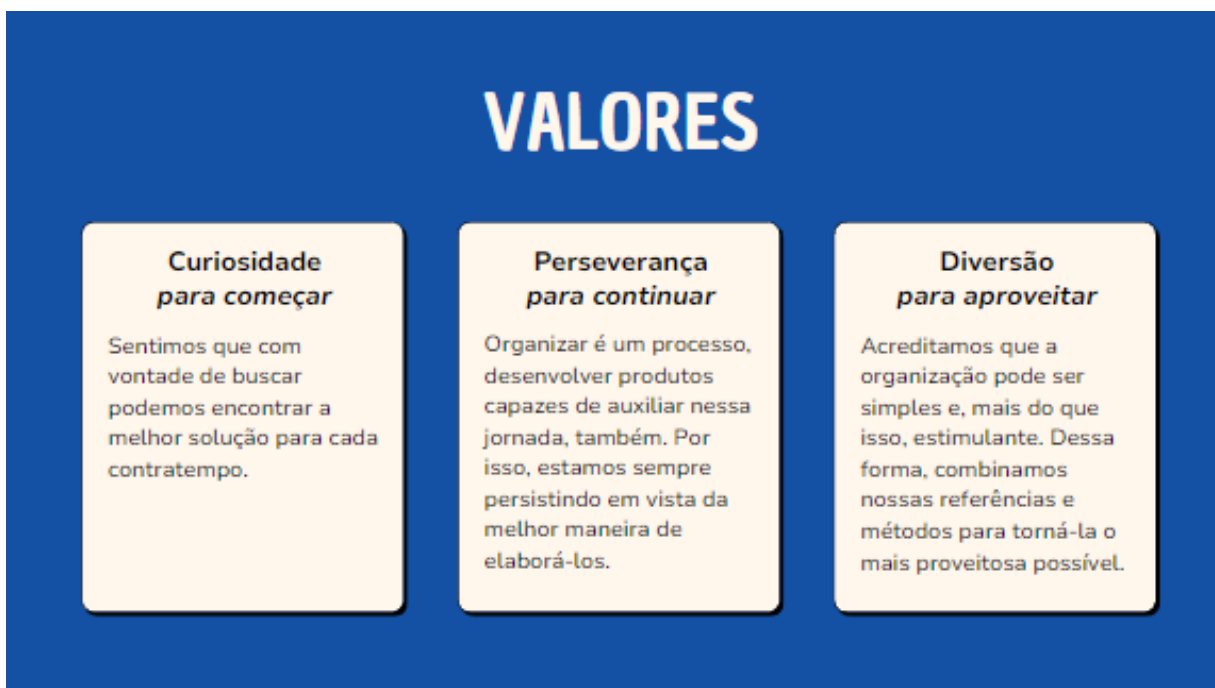 VALORES
Curiosidade
para começar
Sentimos que com
vontade de buscar
podemos encontrar a
melhor solução para cada
contratempo.
Perseverança
para continuar
Organizar é um processo,
desenvolver produtos
capazes de auxiliar nessa
jornada, também. Por
isso, estamos sempre
persistindo em vista da
melhor maneira de
elaborá-los.
Diversão
para aproveitar
Acreditamos que a
organização pode ser
simples e, mais do que
isso, estimulante. Dessa
forma, combinamos
nossas referências e
métodos para torná-la o
mais proveitosa possível.